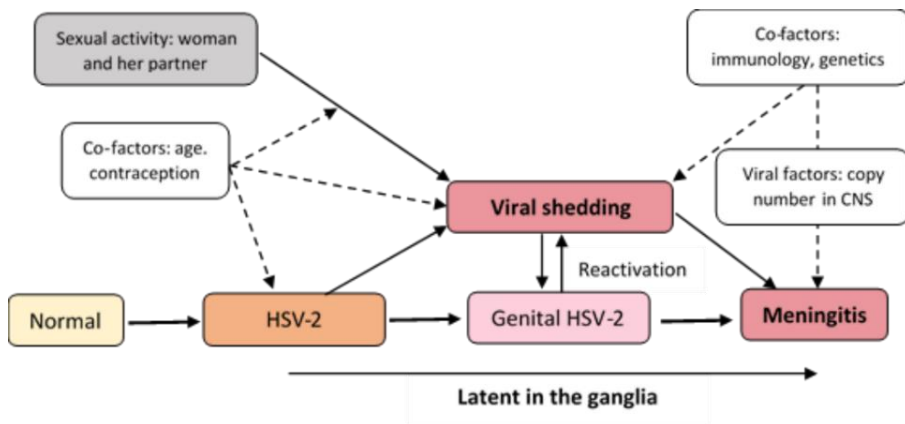 Sexual activity: woman
and her partner
Co-factors:
immunology, genetics
Co-factors: age.
contraception
Viral factors: copy
number in CNS
Viral shedding
Reactivation
Normal
HSV-2
Genital HSV-2
Meningitis
Latent in the ganglia